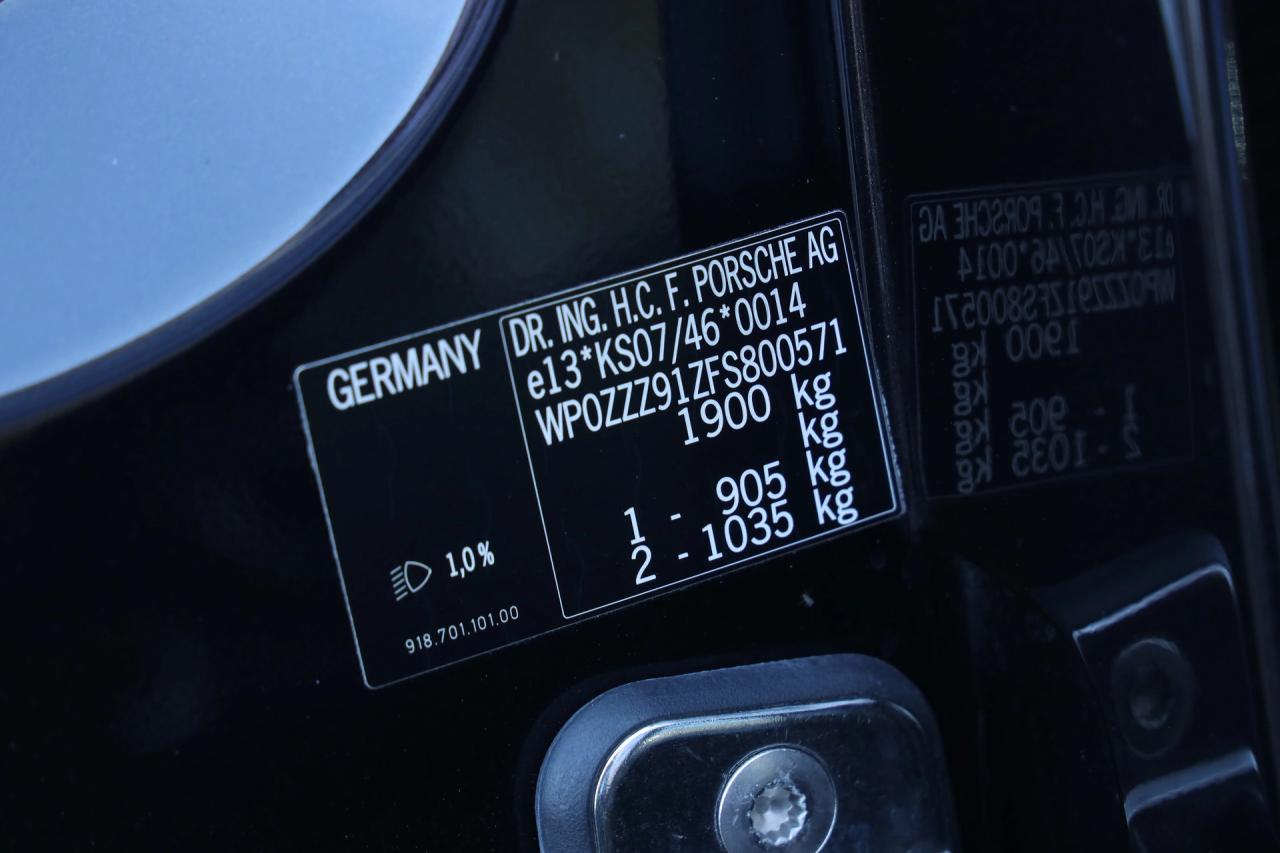 GERMANY
1,0%
918.701.101.00
DR. ING. H.C. F. PORSCHE AG
e13*KS07/46*0014
WP0ZZZ91ZFS800571
1900 kg
kg
1 - 905 kg
2 - 1035 kg